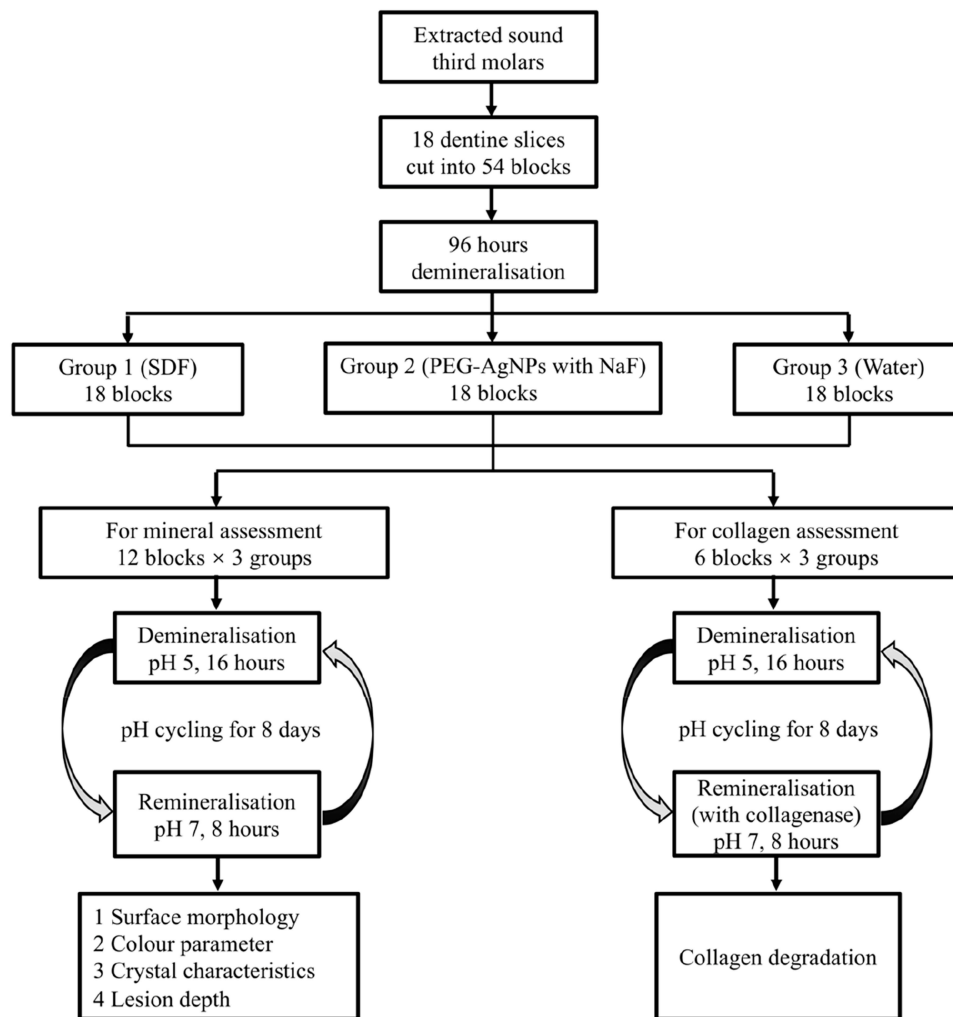 Extracted sound
third molars
18 dentine slices
cut into 54 blocks
96 hours
demineralisation
Group 1 (SDF)
18 blocks
Group 2 (PEG-AgNPs with NaF)
18 blocks
Group 3 (Water)
18 blocks
For mineral assessment
12 blocks × 3 groups
For collagen assessment
6 blocks × 3 groups
Demineralisation
pH 5, 16 hours
pH cycling for 8 days
Remineralisation
pH 7, 8 hours
Demineralisation
pH 5, 16 hours
pH cycling for 8 days
Remineralisation
(with collagenase)
pH 7, 8 hours
1 Surface morphology
2 Colour parameter
3 Crystal characteristics
4 Lesion depth
Collagen degradation